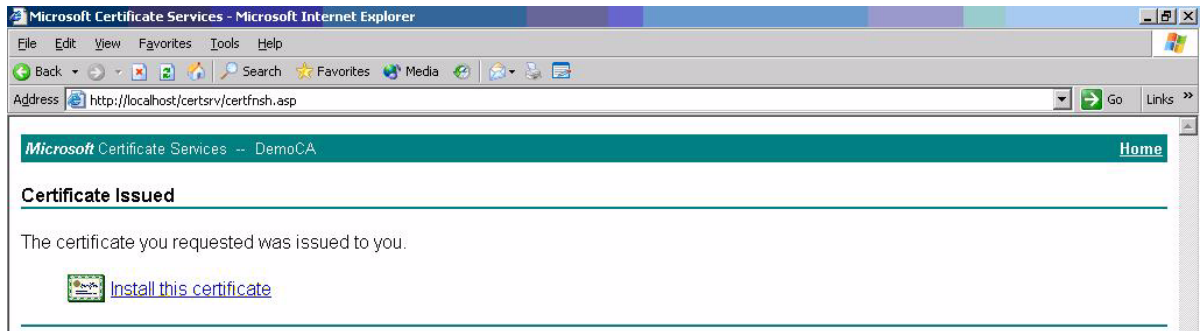 Microsoft Certificate Services - Microsoft Internet Explorer
File Edit View Favorites Tools Help
Back Search Favorites Media
Address http://localhost/certsrv/certfnsh.asp Go Links »
Microsoft Certificate Services -- DemoCA Home
Certificate Issued
The certificate you requested was issued to you.
Install this certificate